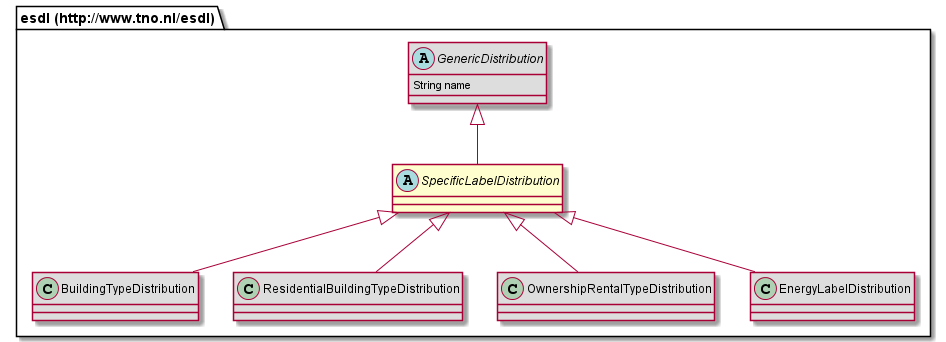 esdl (http://www.tno.nl/esdl)
A GenericDistribution
String name
A SpecificLabelDistribution
C BuildingTypeDistribution
C ResidentialBuildingTypeDistribution
C OwnershipRentalTypeDistribution
C EnergyLabelDistribution